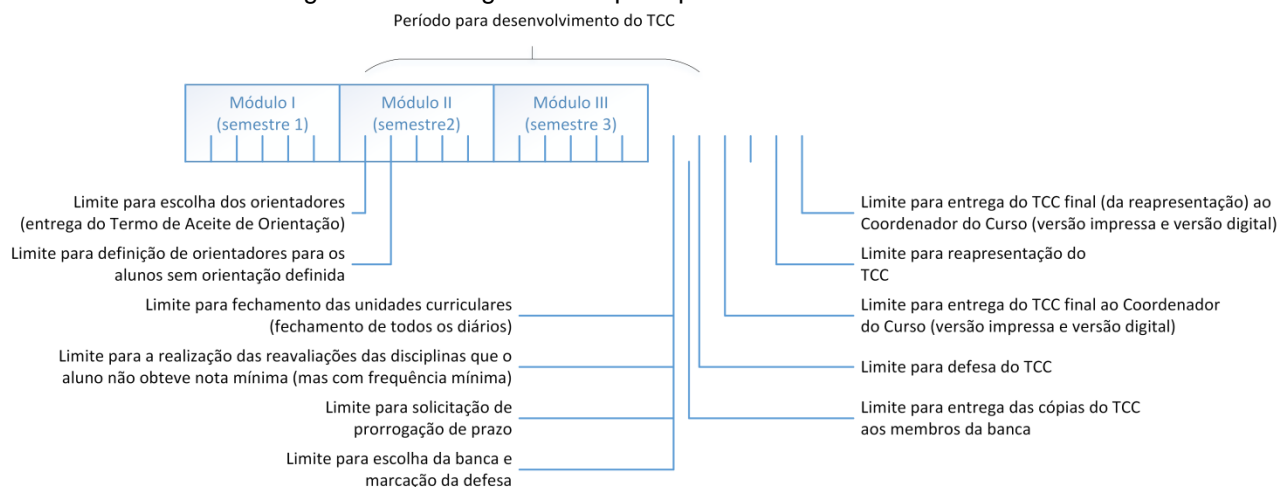 Período para desenvolvimento do TCC
Módulo I
(semestre 1)
Módulo II
(semestre2)
Módulo III
(semestre 3)
Limite para escolha dos orientadores
(entrega do Termo de Aceite de Orientação)
Limite para definição de orientadores para os
alunos sem orientação definida
Limite para fechamento das unidades curriculares
(fechamento de todos os diários)
Limite para a realização das reavaliações das disciplinas que o
aluno não obteve nota mínima (mas com frequência mínima)
Limite para solicitação de
prorrogação de prazo
Limite para escolha da banca e
marcação da defesa
Limite para entrega do TCC final (da reapresentação) ao
Coordenador do Curso (versão impressa e versão digital)
Limite para reapresentação do
TCC
Limite para entrega do TCC final ao Coordenador
do Curso (versão impressa e versão digital)
Limite para defesa do TCC
Limite para entrega das cópias do TCC
aos membros da banca